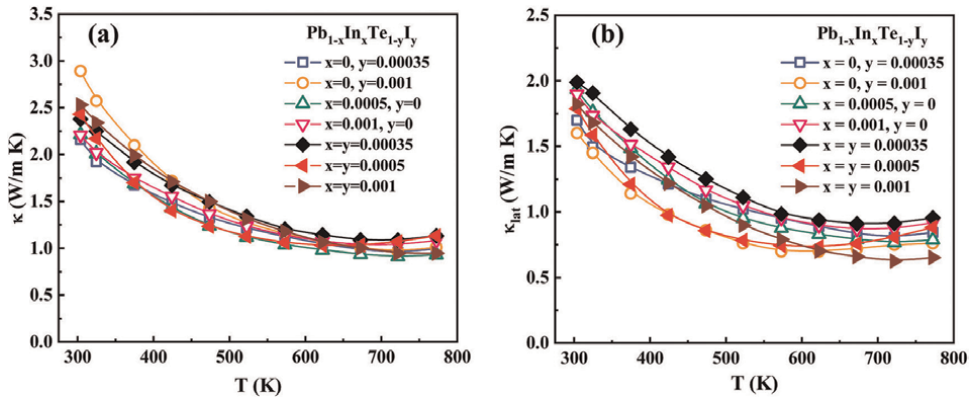 (a)
Pb1-xInxTe1-yIy
x=0, y=0.00035
x=0, y=0.001
x=0.0005, y=0
x=0.001, y=0
x=y=0.00035
x=y=0.0005
x=y=0.001
κ (W/m K)
3.5
3.0
2.5
2.0
1.5
1.0
0.5
0.0
300 400 500 600 700 800
T (K)
(b)
Pb1-xInxTe1-yIy
x = 0, y = 0.00035
x = 0, y = 0.001
x = 0.0005, y = 0
x = 0.001, y = 0
x = y = 0.00035
x = y = 0.0005
x = y = 0.001
κlat (W/m K)
2.5
2.0
1.5
1.0
0.5
0.0
300 400 500 600 700 800
T (K)